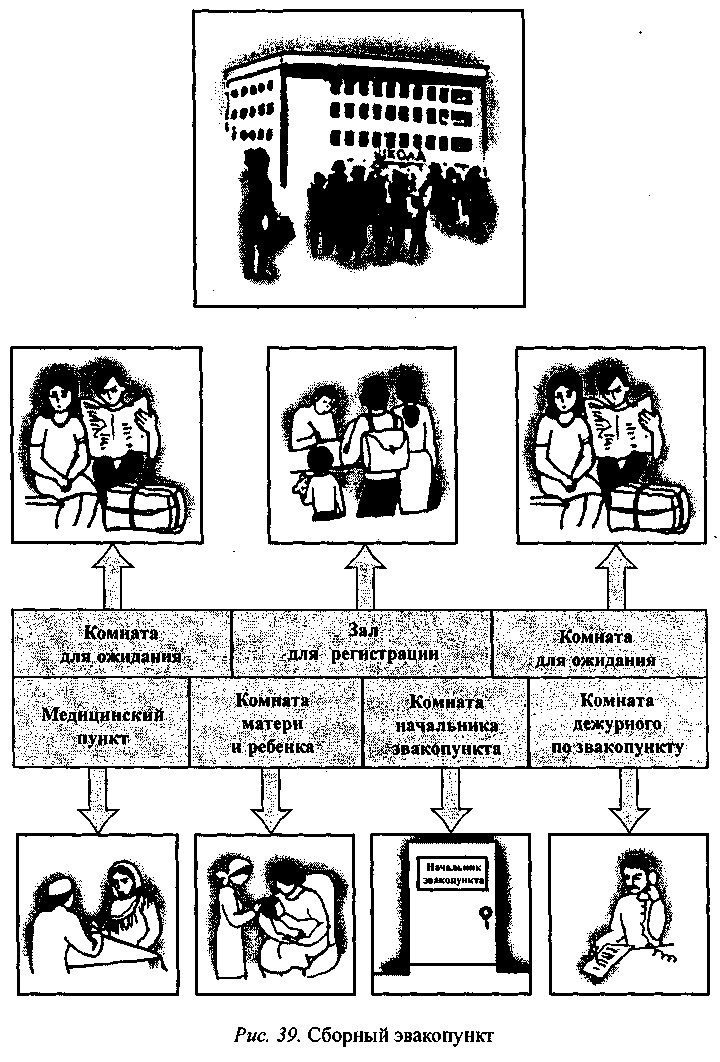 ШКОЛА
Комната
для ожидания
Зал
для регистрации
Комната
для ожидания
Медицинский
пункт
Комната
матери
и ребенка
Комната
начальника
эвакопункта
Комната
дежурного
по эвакопункту
Начальник
эвакопункта
Рис. 39. Сборный эвакопункт